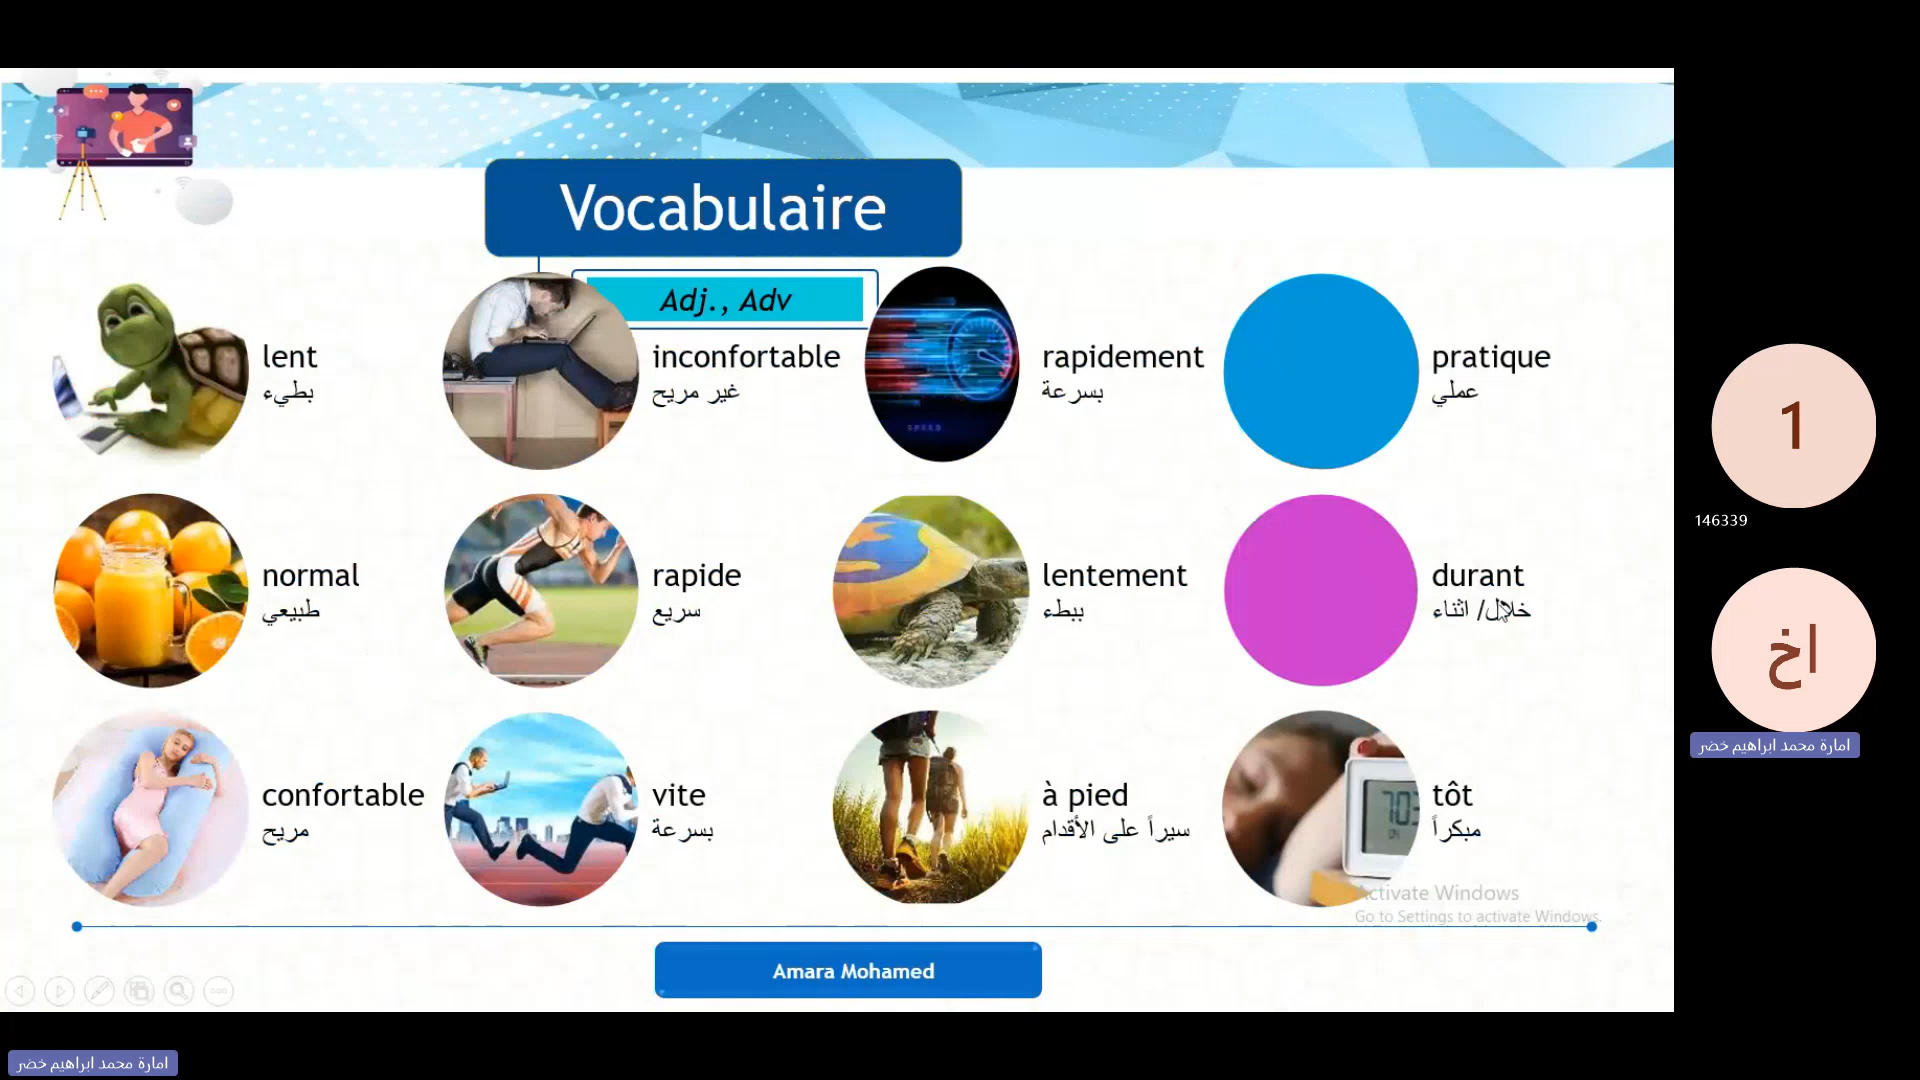 Vocabulaire
Adj., Adv
lent
بطيء
inconfortable
غير مريح
rapidement
بسرعة
pratique
عملي
SPEED
normal
طبيعي
rapide
سريع
lentement
ببطء
durant
خلال/ اثناء
confortable
مريح
vite
بسرعة
à pied
سيراً على الأقدام
tôt
مبكراً
Activate Windows
Go to Settings to activate Windows.
Amara Mohamed
1
146339
اخ
امارة محمد ابراهيم خضر
امارة محمد ابراهيم خضر